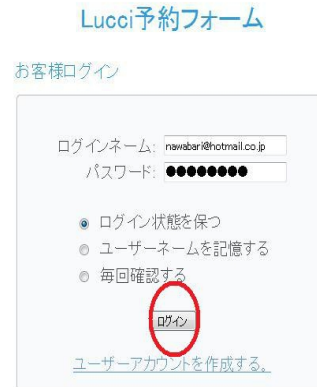 Lucci予約フォーム
お客様ログイン
ログインネーム: nawabari@hotmail.co.jp
パスワード: ●●●●●●●●
ログイン状態を保つ
ユーザーネームを記憶する
毎回確認する
ログイン
ユーザーアカウントを作成する。